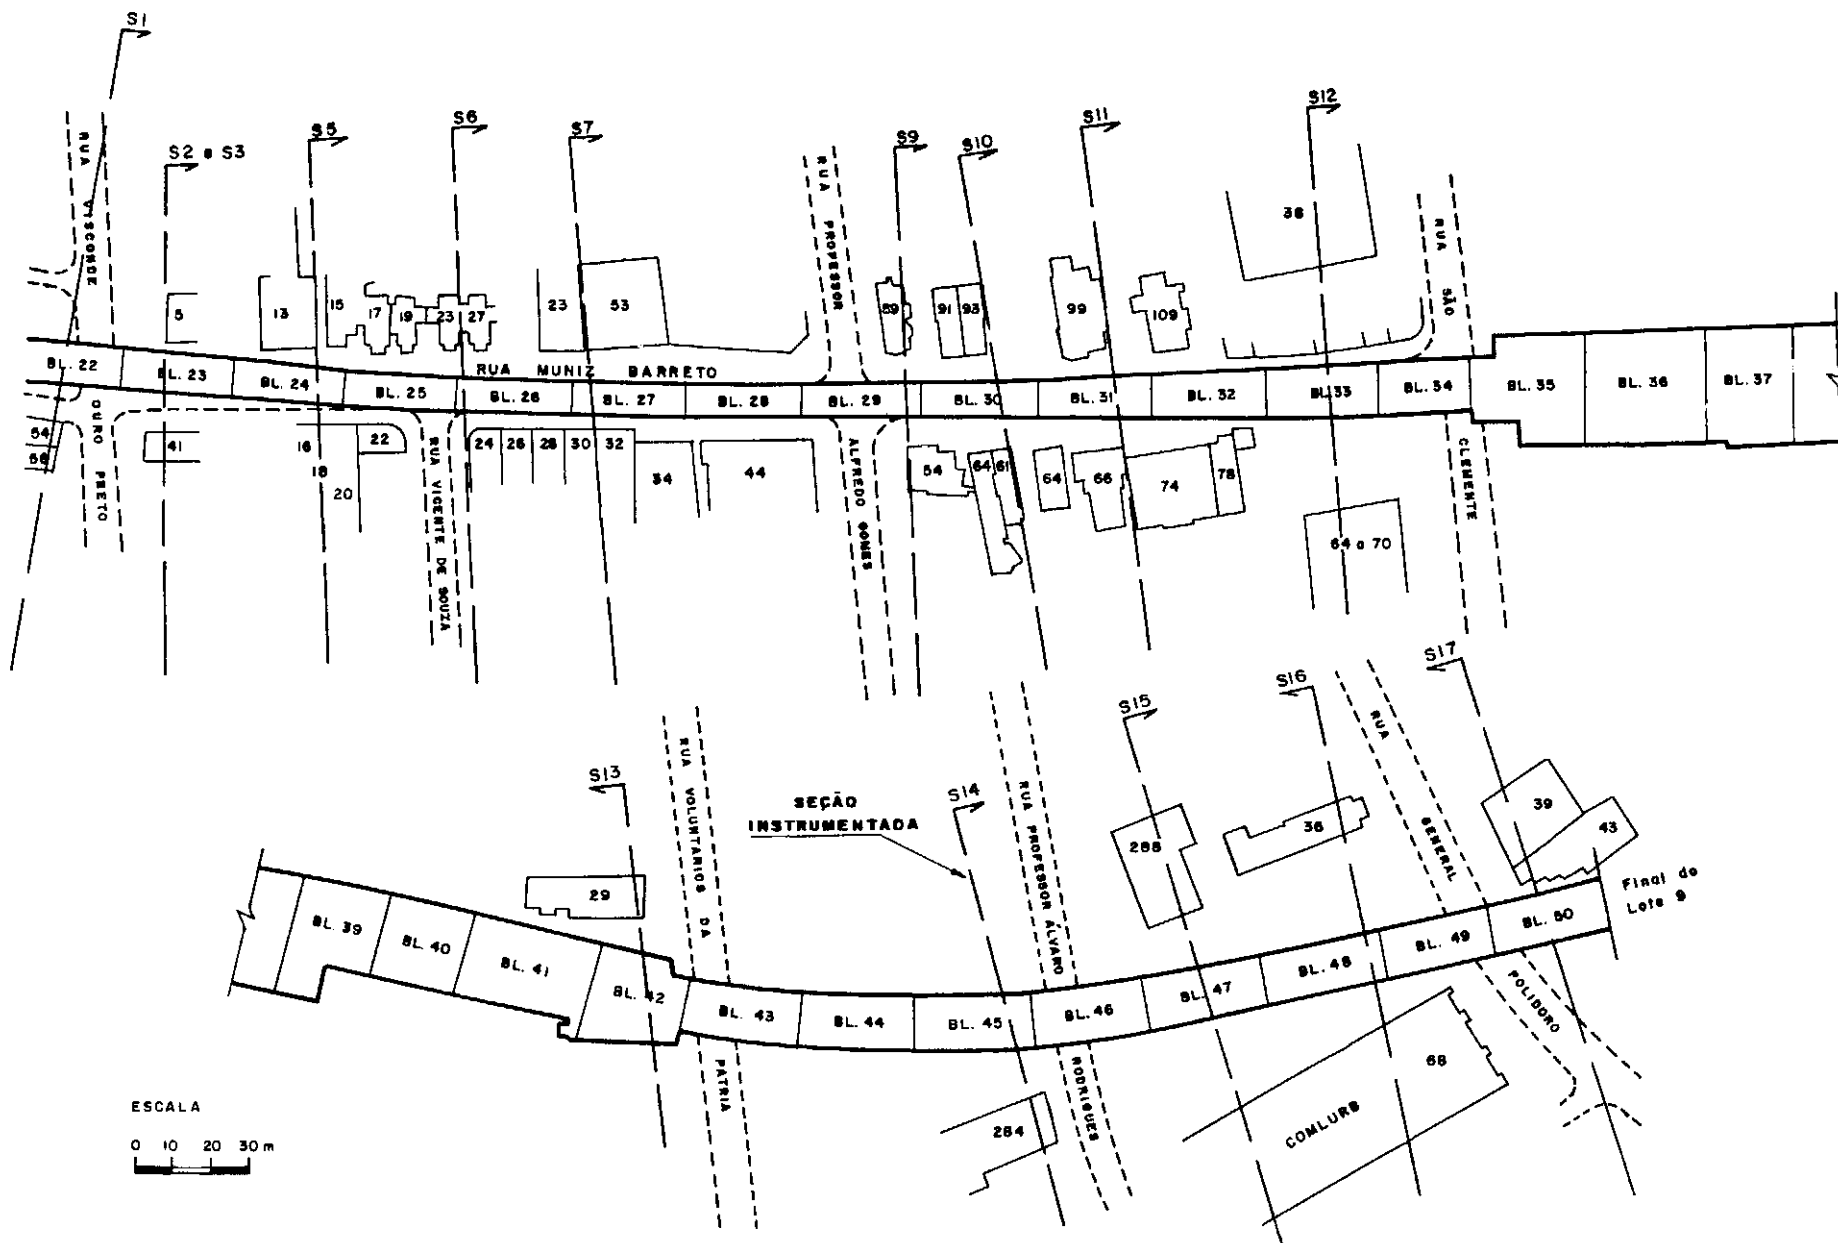 S1
S2 e S3
S5
S6
S7
S9
S10
S11
S12
RUA VISCONDE
OURO PRETO
RUA PROFESSOR
ALFREDO GOMES
RUA SÃO
CLEMENTE
RUA VICENTE DE SOUZA
RUA MUNIZ BARRETO
5
13
15
17
19
23
27
23
53
89
91
93
99
109
38
BL. 22
BL. 23
BL. 24
BL. 25
BL. 26
BL. 27
BL. 28
BL. 29
BL. 30
BL. 31
BL. 32
BL. 33
BL. 34
BL. 35
BL. 36
BL. 37
54
41
16
18
20
22
24
26
28
30
32
34
44
54
64
61
64
66
74
78
64 a 70
S13
S14
S15
S16
S17
RUA VOLUNTÁRIOS DA
PATRIA
SEÇÃO
INSTRUMENTADA
RUA PROFESSOR ÁLVARO
RODRIGUES
RUA GENERAL
POLIDORO
29
288
36
39
43
Final do
Lote 9
BL. 39
BL. 40
BL. 41
BL. 42
BL. 43
BL. 44
BL. 45
BL. 46
BL. 47
BL. 48
BL. 49
BL. 50
284
68
COMLURB
ESCALA
0 10 20 30 m